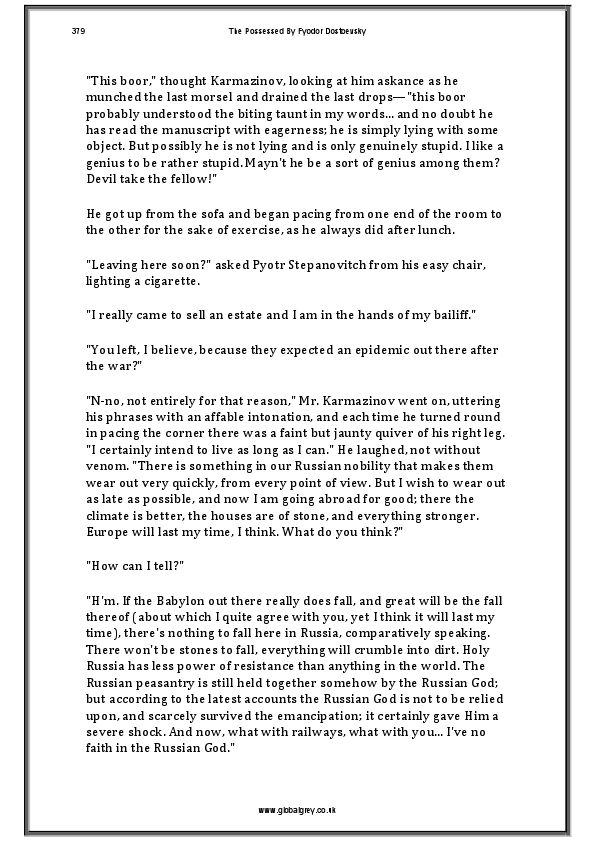 379 The Possessed By Fyodor Dostoevsky
"This boor," thought Karmazinov, looking at him askance as he
munched the last morsel and drained the last drops—"this boor
probably understood the biting taunt in my words... and no doubt he
has read the manuscript with eagerness; he is simply lying with some
object. But possibly he is not lying and is only genuinely stupid. I like a
genius to be rather stupid. Mayn't he be a sort of genius among them?
Devil take the fellow!"
He got up from the sofa and began pacing from one end of the room to
the other for the sake of exercise, as he always did after lunch.
"Leaving here soon?" asked Pyotr Stepanovitch from his easy chair,
lighting a cigarette.
"I really came to sell an estate and I am in the hands of my bailiff."
"You left, I believe, because they expected an epidemic out there after
the war?"
"N-no, not entirely for that reason," Mr. Karmazinov went on, uttering
his phrases with an affable intonation, and each time he turned round
in pacing the corner there was a faint but jaunty quiver of his right leg.
"I certainly intend to live as long as I can." He laughed, not without
venom. "There is something in our Russian nobility that makes them
wear out very quickly, from every point of view. But I wish to wear out
as late as possible, and now I am going abroad for good; there the
climate is better, the houses are of stone, and everything stronger.
Europe will last my time, I think. What do you think?"
"How can I tell?"
"H'm. If the Babylon out there really does fall, and great will be the fall
thereof (about which I quite agree with you, yet I think it will last my
time), there's nothing to fall here in Russia, comparatively speaking.
There won't be stones to fall, everything will crumble into dirt. Holy
Russia has less power of resistance than anything in the world. The
Russian peasantry is still held together somehow by the Russian God;
but according to the latest accounts the Russian God is not to be relied
upon, and scarcely survived the emancipation; it certainly gave Him a
severe shock. And now, what with railways, what with you... I've no
faith in the Russian God."
www.globalgrey.co.uk